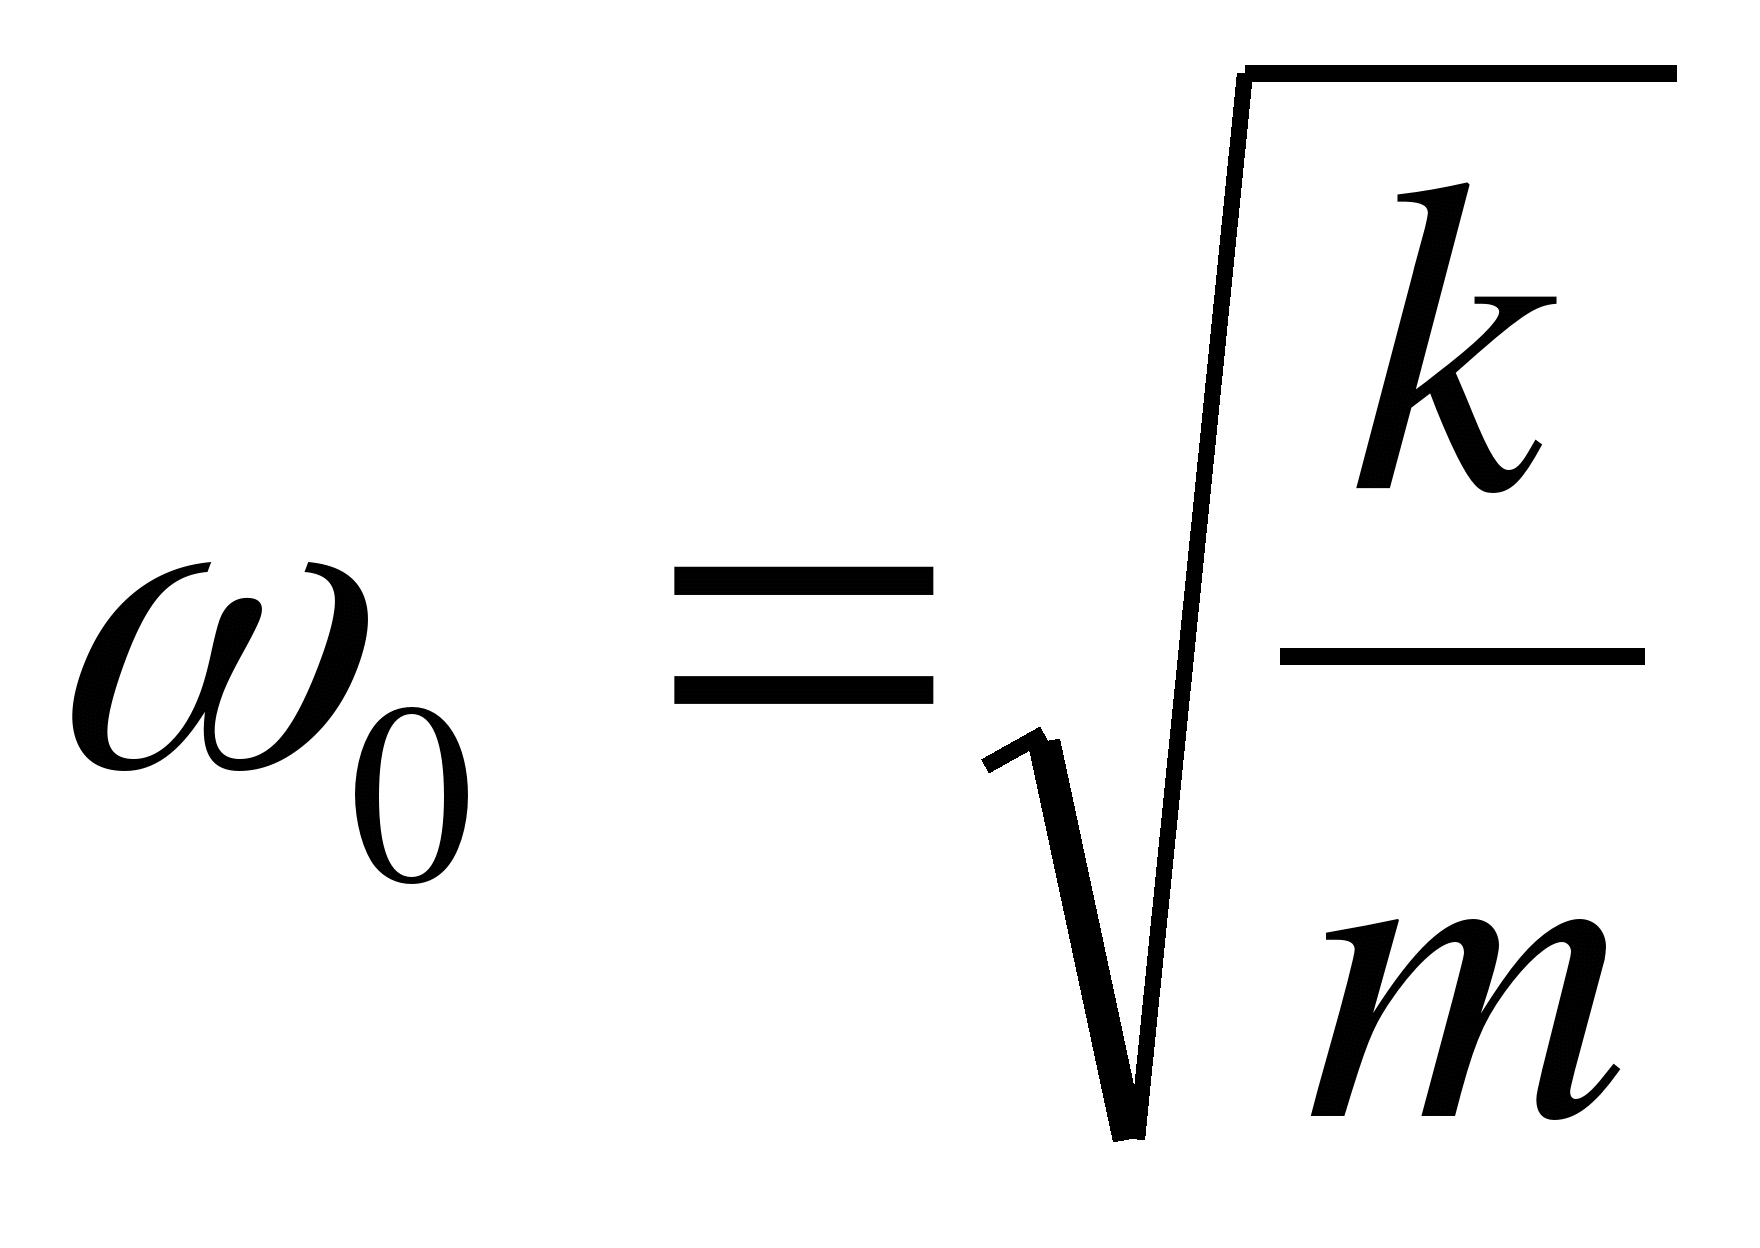 ω₀ = √(k/m)